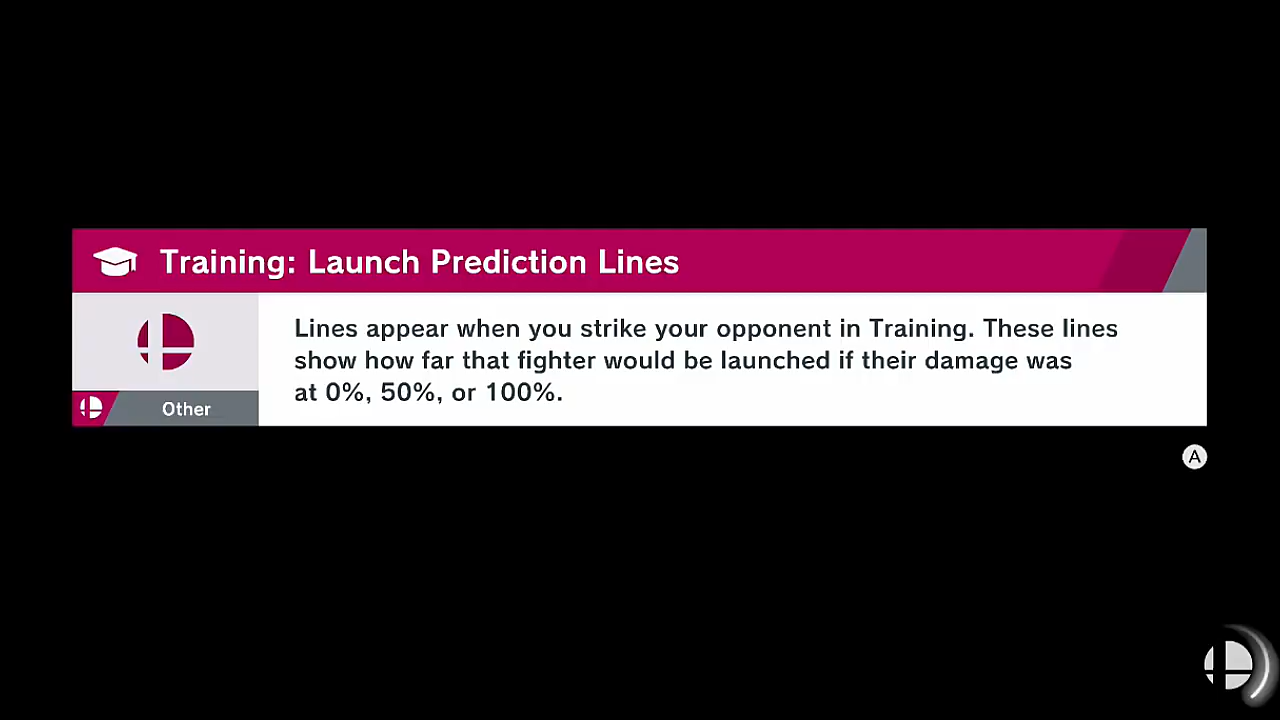 Training: Launch Prediction Lines
Lines appear when you strike your opponent in Training. These lines
show how far that fighter would be launched if their damage was
at 0%, 50%, or 100%.
Other
A